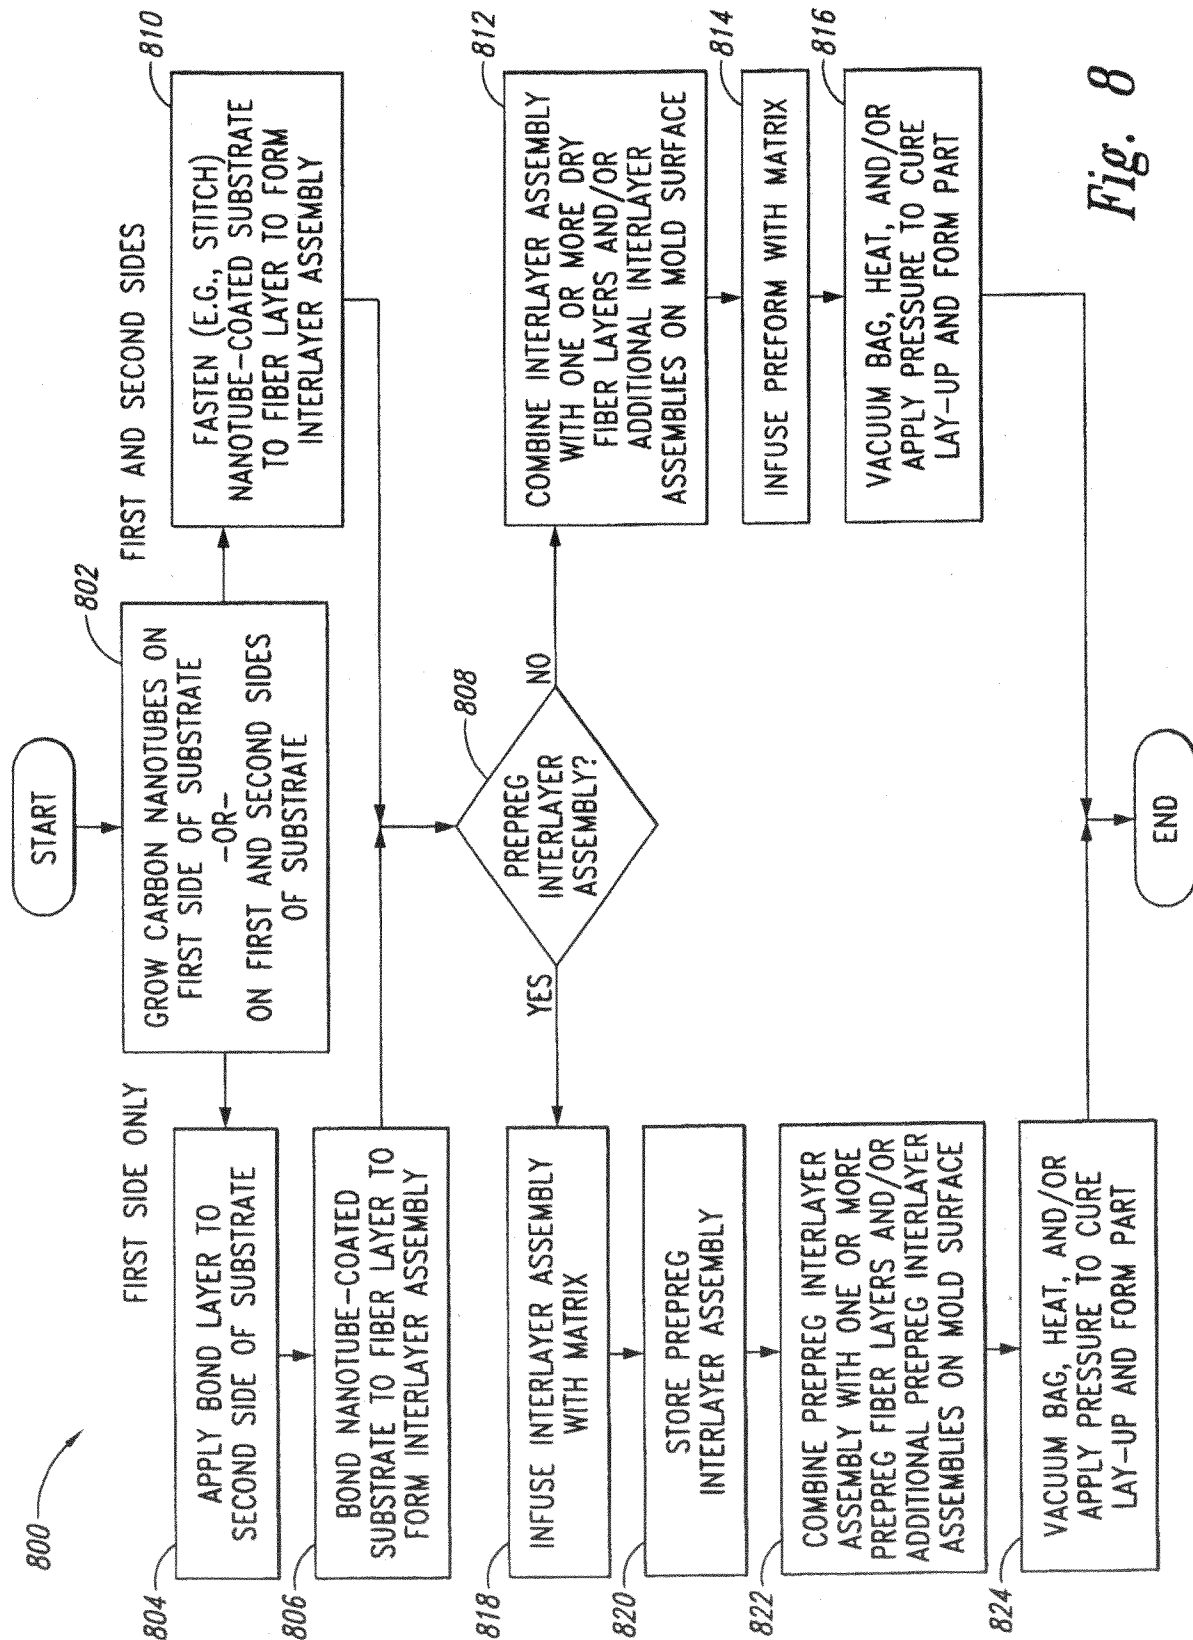 800
START
802
GROW CARBON NANOTUBES ON
FIRST SIDE OF SUBSTRATE
-OR-
ON FIRST AND SECOND SIDES
OF SUBSTRATE
FIRST SIDE ONLY
FIRST AND SECOND SIDES
804
APPLY BOND LAYER TO
SECOND SIDE OF SUBSTRATE
806
BOND NANOTUBE-COATED
SUBSTRATE TO FIBER LAYER TO
FORM INTERLAYER ASSEMBLY
810
FASTEN (E.G., STITCH)
NANOTUBE-COATED SUBSTRATE
TO FIBER LAYER TO FORM
INTERLAYER ASSEMBLY
808
PREPREG
INTERLAYER
ASSEMBLY?
YES
NO
818
INFUSE INTERLAYER ASSEMBLY
WITH MATRIX
820
STORE PREPREG
INTERLAYER ASSEMBLY
822
COMBINE PREPREG INTERLAYER
ASSEMBLY WITH ONE OR MORE
PREPREG FIBER LAYERS AND/OR
ADDITIONAL PREPREG INTERLAYER
ASSEMBLIES ON MOLD SURFACE
824
VACUUM BAG, HEAT, AND/OR
APPLY PRESSURE TO CURE
LAY-UP AND FORM PART
812
COMBINE INTERLAYER ASSEMBLY
WITH ONE OR MORE DRY
FIBER LAYERS AND/OR
ADDITIONAL INTERLAYER
ASSEMBLIES ON MOLD SURFACE
814
INFUSE PREFORM WITH MATRIX
816
VACUUM BAG, HEAT, AND/OR
APPLY PRESSURE TO CURE
LAY-UP AND FORM PART
END
Fig. 8